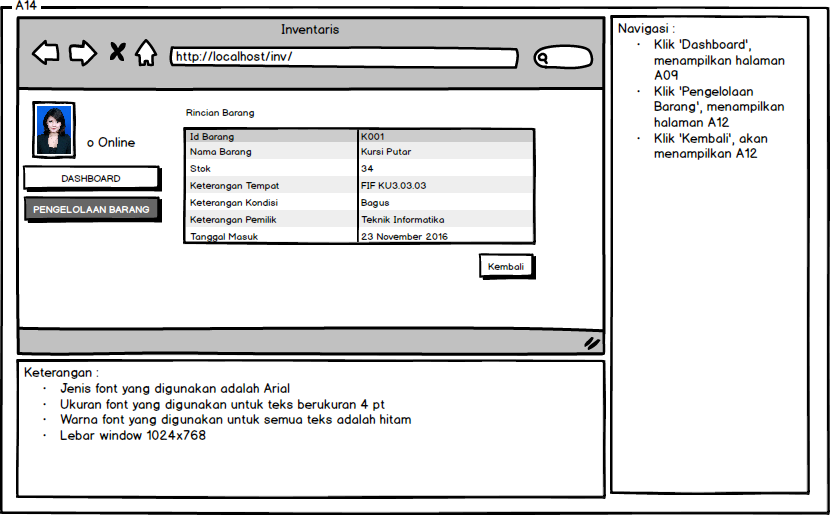 A14
Inventaris
http://localhost/inv/
o Online
DASHBOARD
PENGELOLAAN BARANG
Rincian Barang
Id Barang K001
Nama Barang Kursi Putar
Stok 34
Keterangan Tempat FIF KU3.03.03
Keterangan Kondisi Bagus
Keterangan Pemilik Teknik Informatika
Tanggal Masuk 23 November 2016
Kembali
Navigasi :
· Klik 'Dashboard',
menampilkan halaman
A09
· Klik 'Pengelolaan
Barang', menampilkan
halaman A12
· Klik 'Kembali', akan
menampilkan A12
Keterangan :
· Jenis font yang digunakan adalah Arial
· Ukuran font yang digunakan untuk teks berukuran 4 pt
· Warna font yang digunakan untuk semua teks adalah hitam
· Lebar window 1024x768